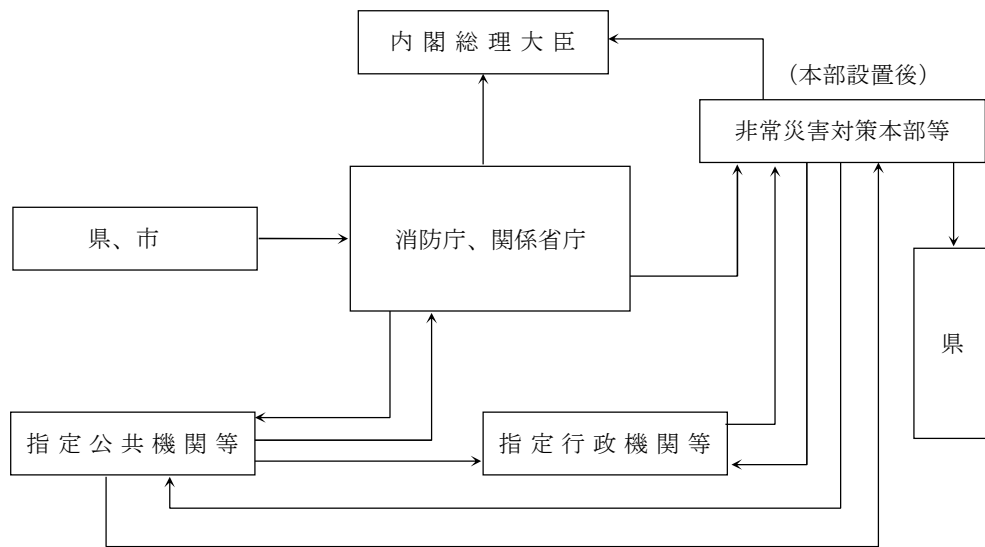 内閣総理大臣
（本部設置後）
非常災害対策本部等
県、市
消防庁、関係省庁
県
指定公共機関等
指定行政機関等